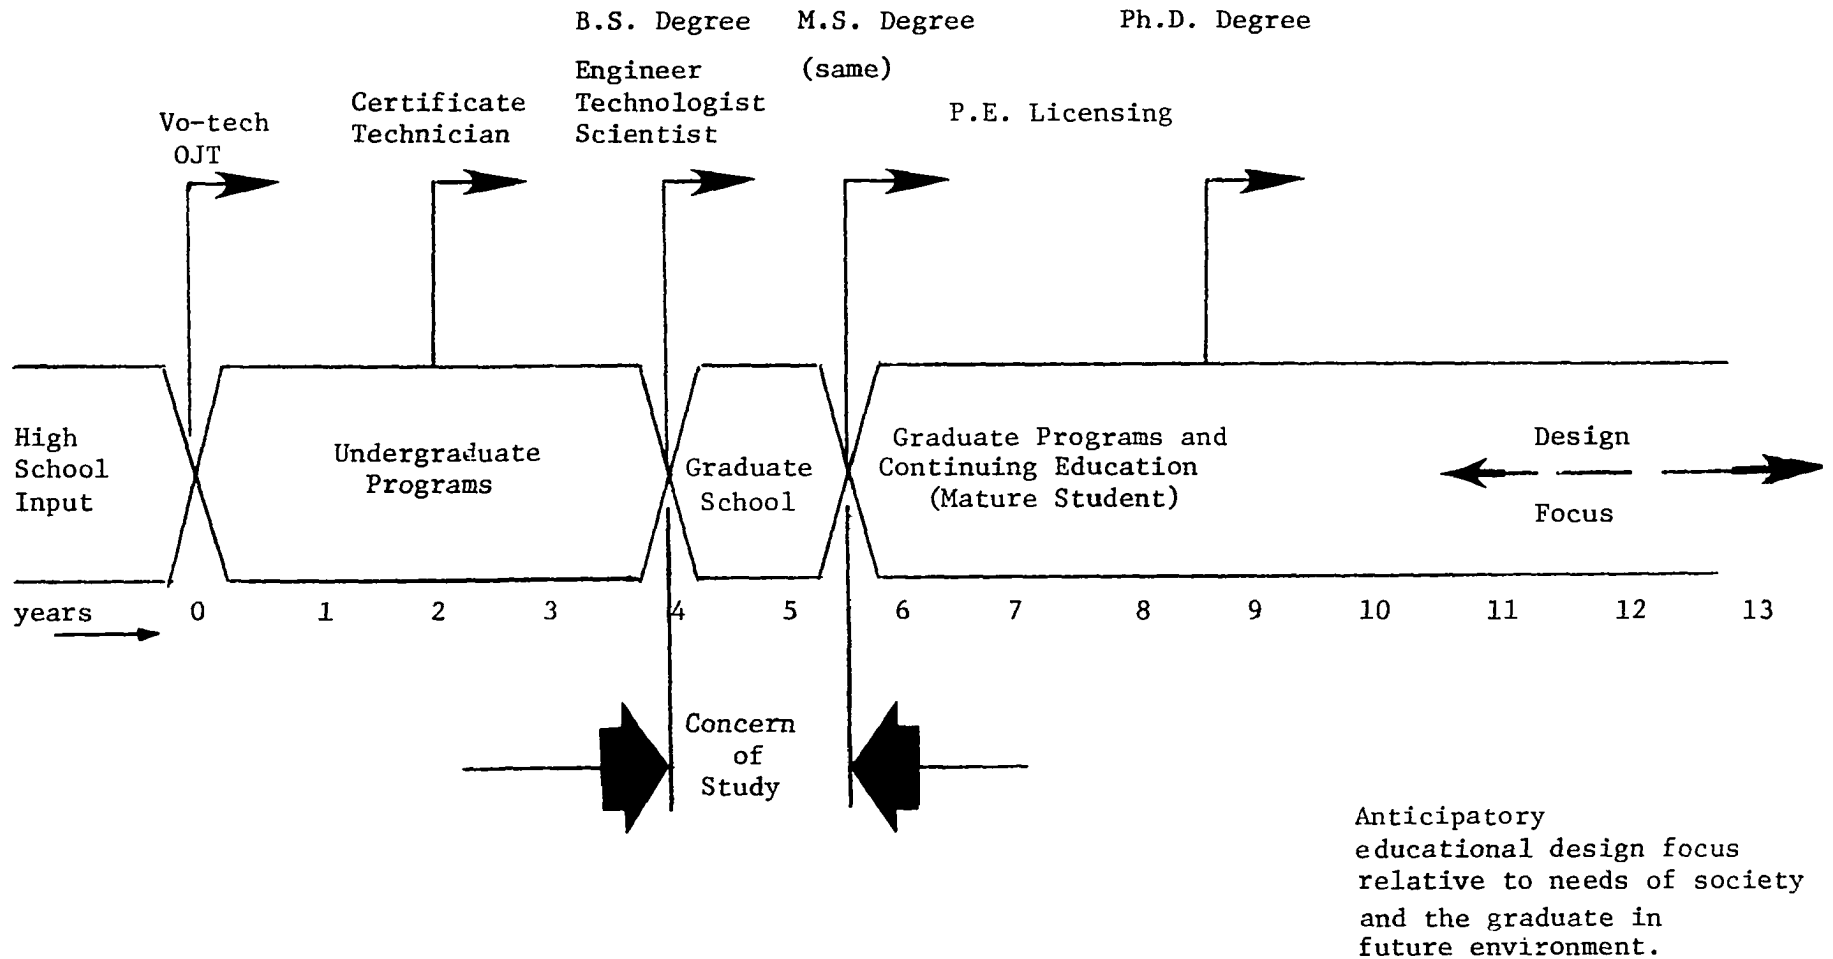 B.S. Degree M.S. Degree Ph.D. Degree
Engineer (same)
Technologist
Scientist
Certificate
Technician
P.E. Licensing
Vo-tech
OJT
High
School
Input
Undergraduate
Programs
Graduate
School
Graduate Programs and
Continuing Education
(Mature Student)
Design
Focus
years 0 1 2 3 4 5 6 7 8 9 10 11 12 13
Concern
of
Study
Anticipatory
educational design focus
relative to needs of society
and the graduate in
future environment.